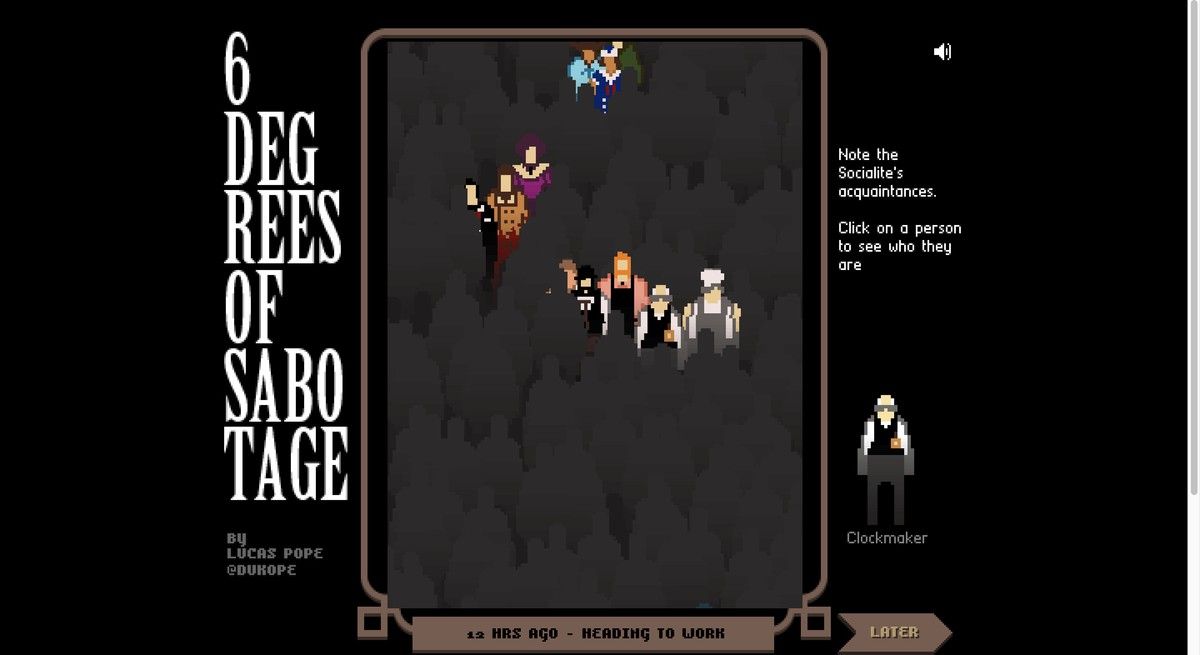 6
DEG
REES
OF
SABO
TAGE
BY
LUCAS POPE
@DUKOPE
Note the
Socialite's
acquaintances.
Click on a person
to see who they
are
Clockmaker
12 HRS AGO - HEADING TO WORK
LATER